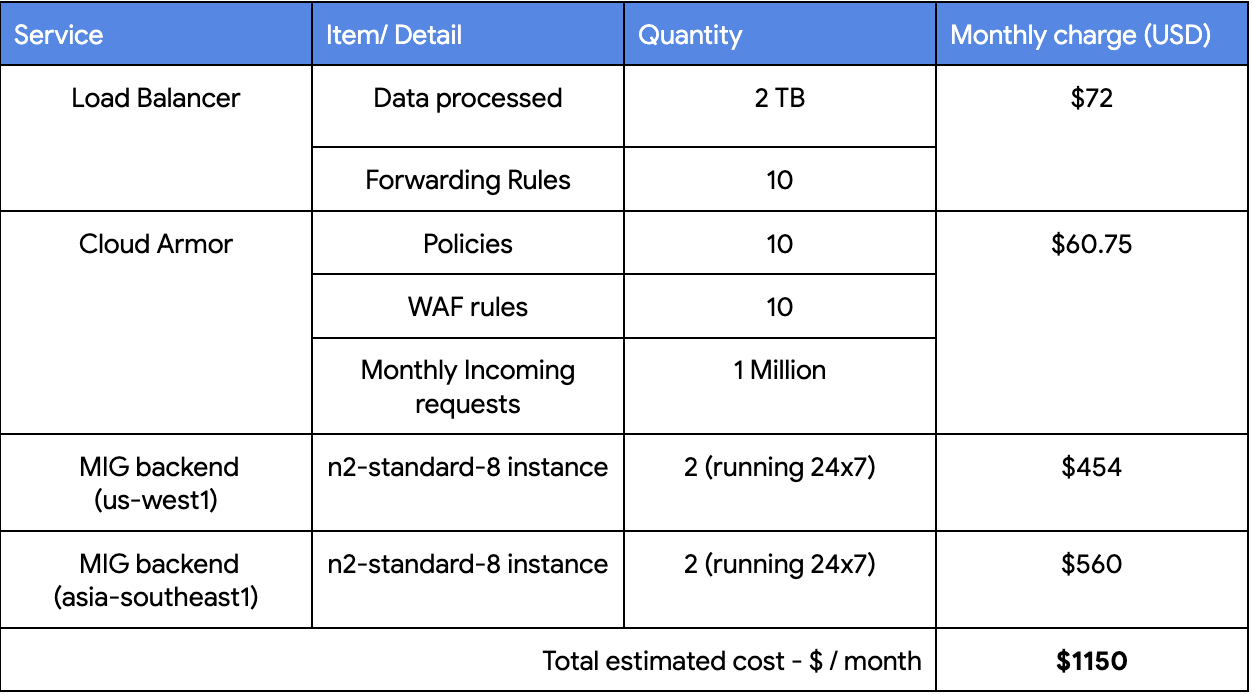 Service Item/ Detail Quantity Monthly charge (USD)
Load Balancer Data processed 2 TB $72
Forwarding Rules 10
Cloud Armor Policies 10 $60.75
WAF rules 10
Monthly Incoming 1 Million
requests
MIG backend n2-standard-8 instance 2 (running 24x7) $454
(us-west1)
MIG backend n2-standard-8 instance 2 (running 24x7) $560
(asia-southeast1)
Total estimated cost - $ / month $1150